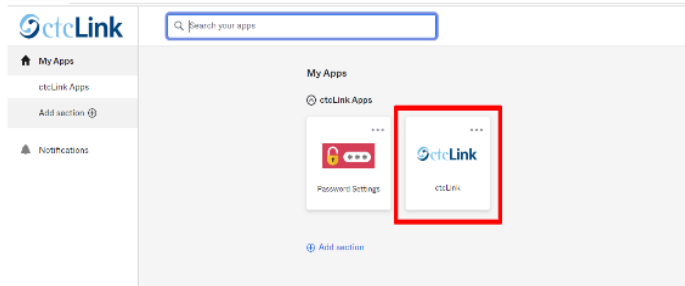 ctcLink
Search your apps
My Apps
ctcLink Apps
Add section
Notifications
My Apps
ctcLink Apps
Password Settings
ctcLink
ctcLink
Add section